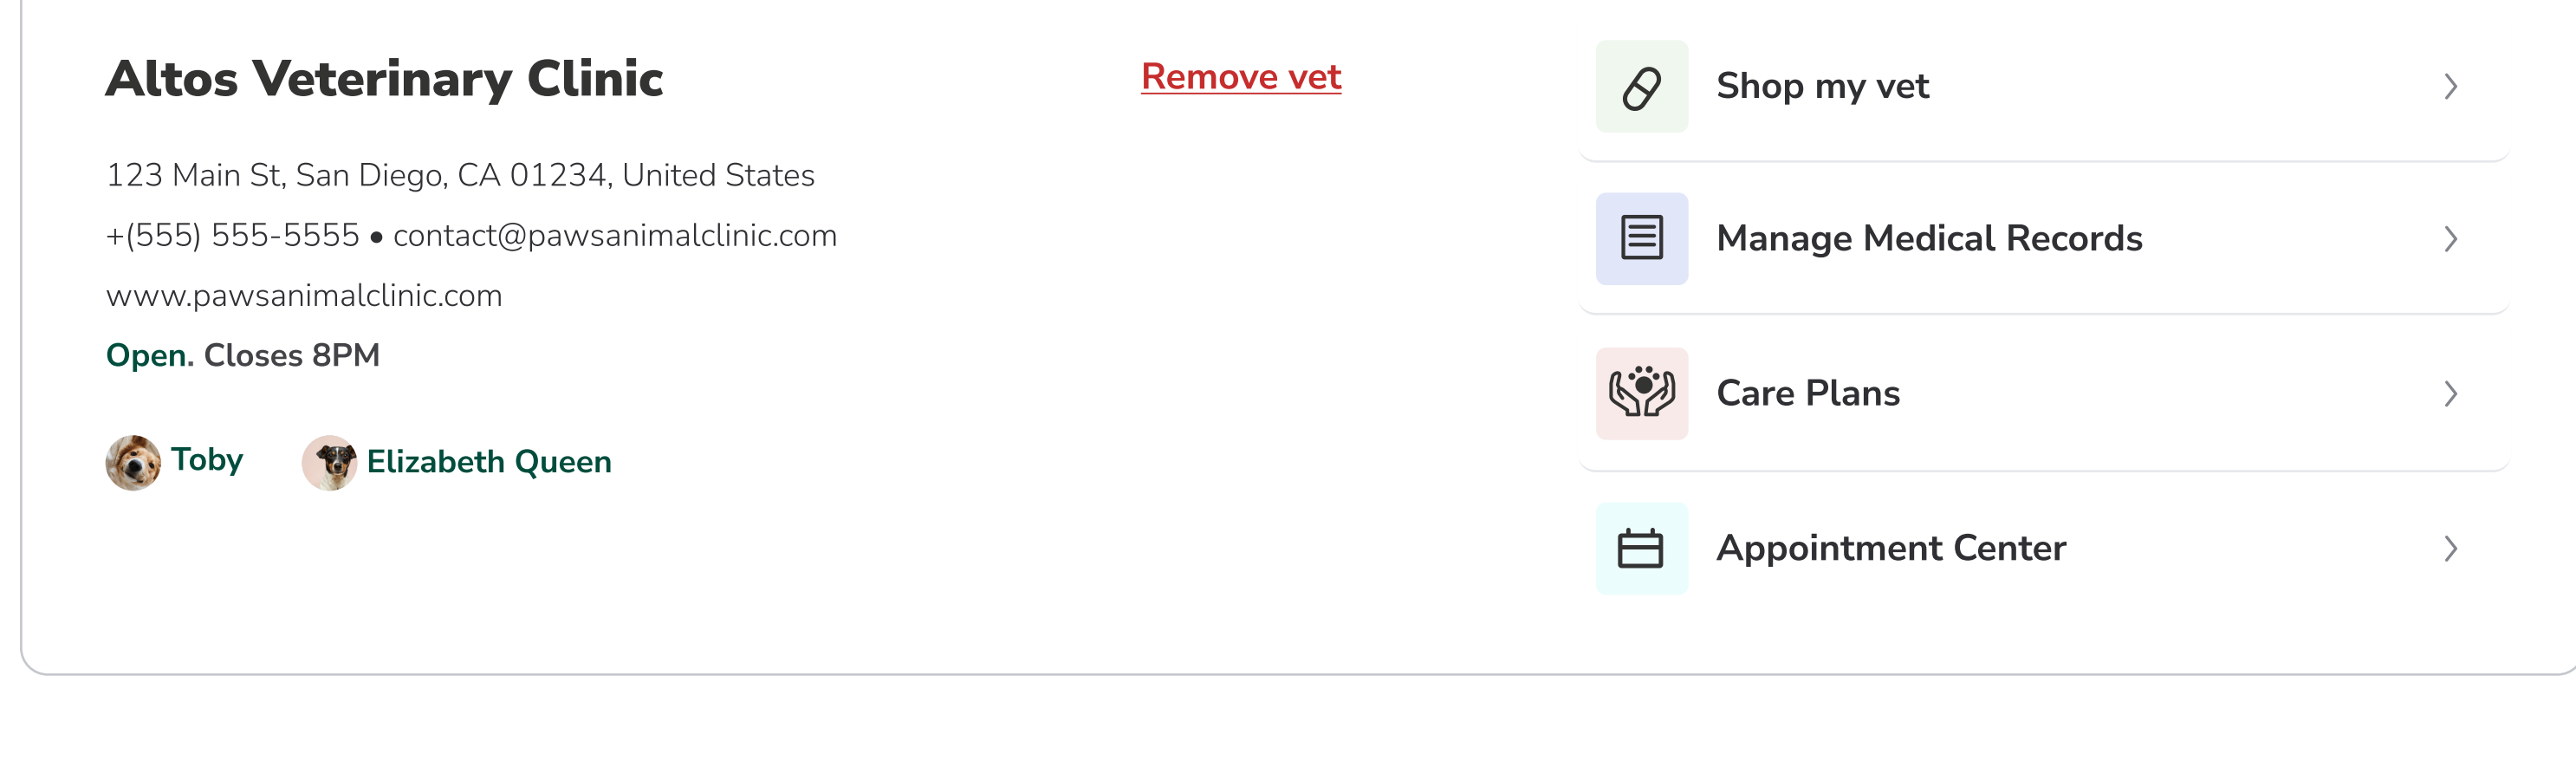 Altos Veterinary Clinic
Remove vet
123 Main St, San Diego, CA 01234, United States
+(555) 555-5555 • contact@pawsanimalclinic.com
www.pawsanimalclinic.com
Open. Closes 8PM
Toby
Elizabeth Queen
Shop my vet
Manage Medical Records
Care Plans
Appointment Center